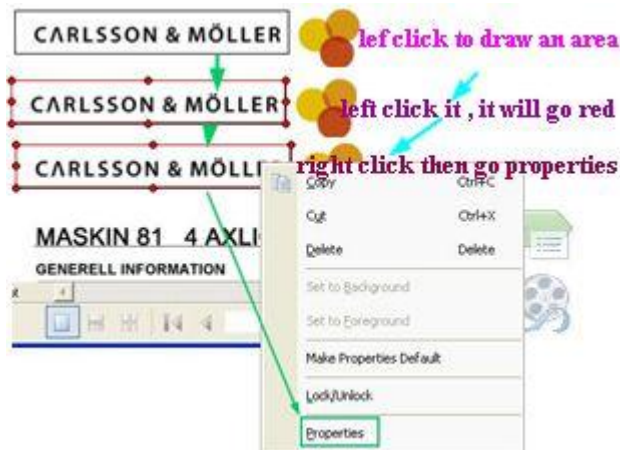 CARLSSON & MÖLLER
lef click to draw an area
CARLSSON & MÖLLER
left click it , it will go red
CARLSSON & MÖLL
right click then go properties
Copy Ctrl+C
Cut Ctrl+X
MASKIN 81 4 AXLI
Delete Delete
GENERELL INFORMATION
Set to Background
Set to Foreground
Make Properties Default
Lock/Unlock
Properties